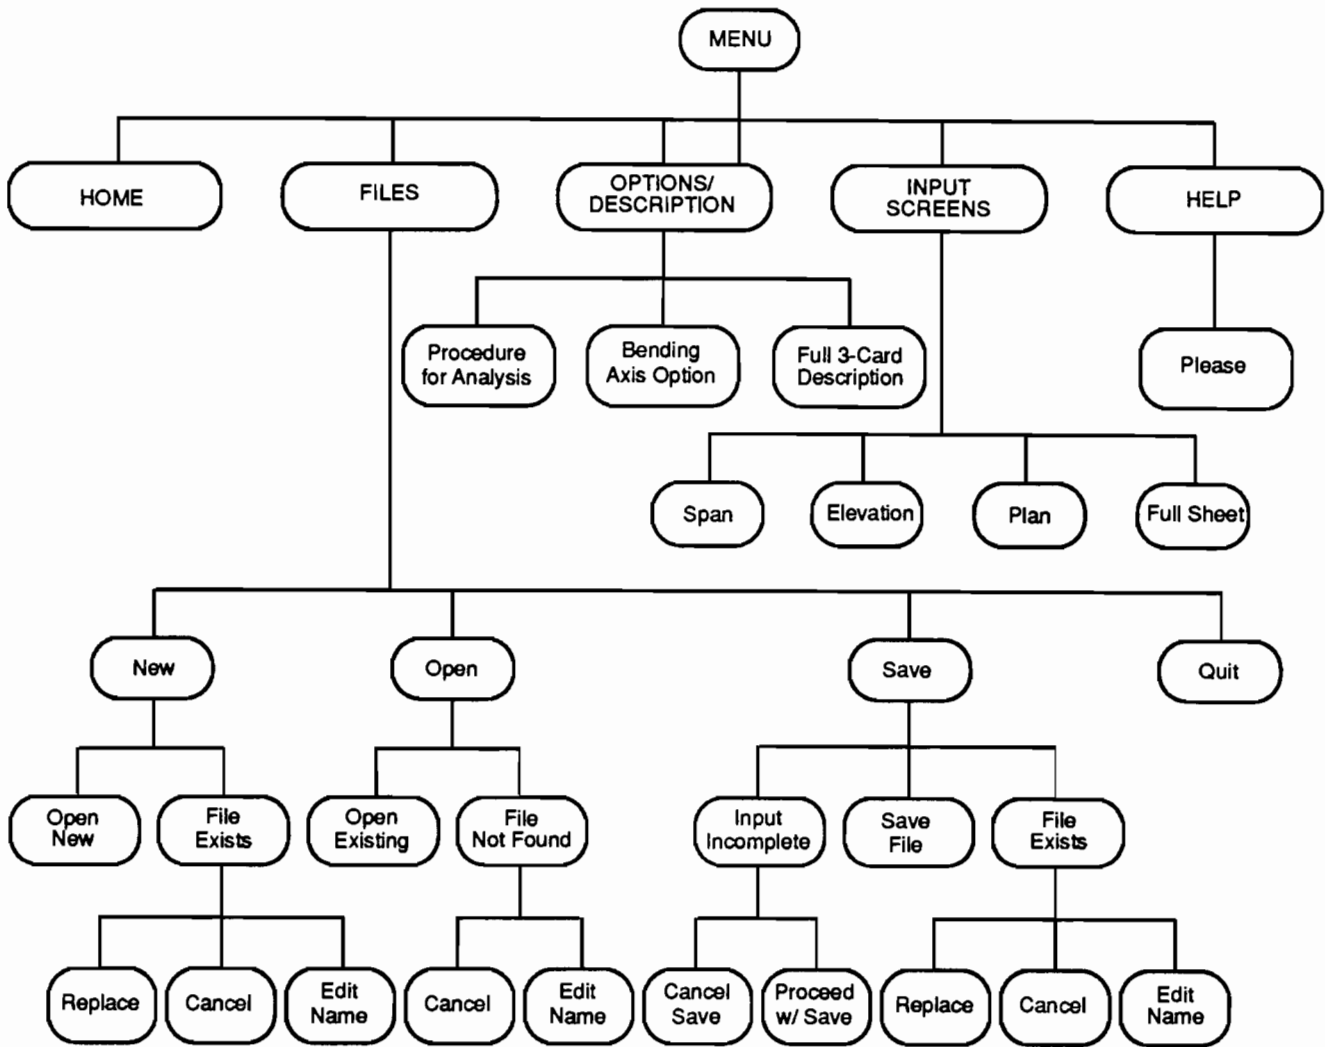 MENU
HOME
FILES
OPTIONS/
DESCRIPTION
INPUT
SCREENS
HELP
Procedure
for Analysis
Bending
Axis Option
Full 3-Card
Description
Please
Span
Elevation
Plan
Full Sheet
New
Open
Save
Quit
Open
New
File
Exists
Open
Existing
File
Not Found
Input
Incomplete
Save
File
File
Exists
Replace
Cancel
Edit
Name
Cancel
Edit
Name
Cancel
Save
Proceed
w/ Save
Replace
Cancel
Edit
Name